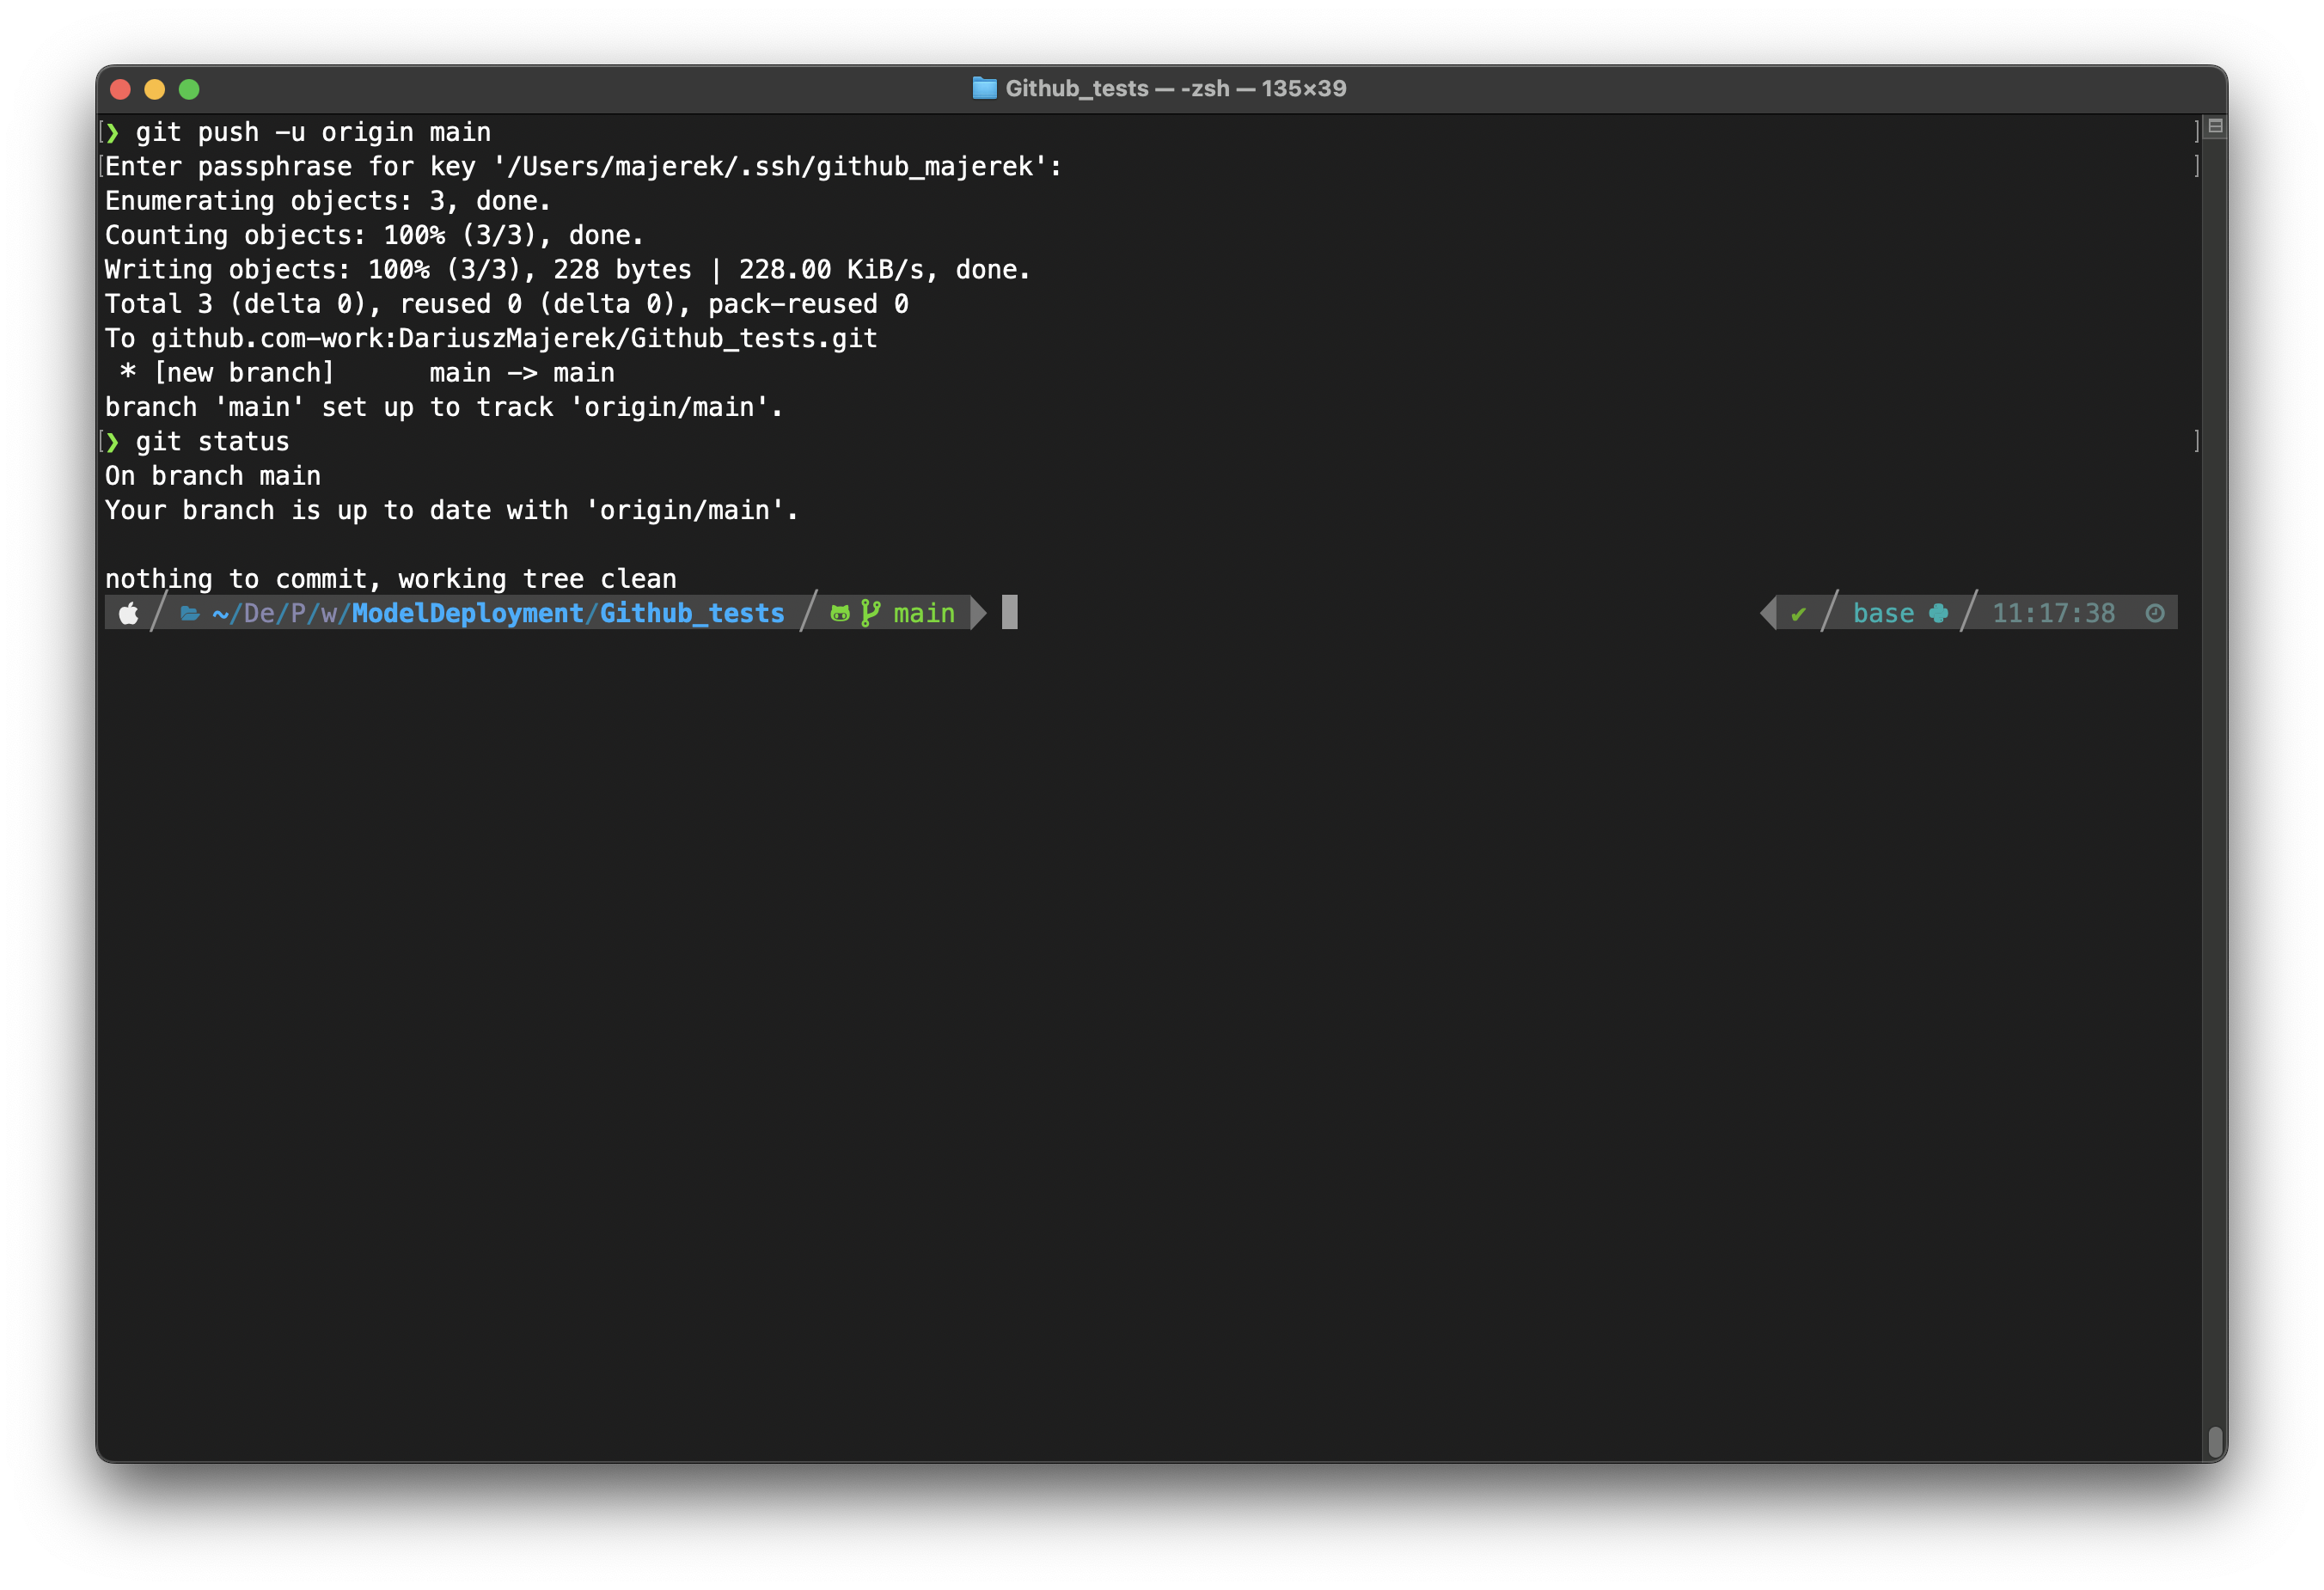 Github_tests — -zsh — 135×39
[❯ git push -u origin main ]
[Enter passphrase for key '/Users/majerek/.ssh/github_majerek': ]
Enumerating objects: 3, done.
Counting objects: 100% (3/3), done.
Writing objects: 100% (3/3), 228 bytes | 228.00 KiB/s, done.
Total 3 (delta 0), reused 0 (delta 0), pack-reused 0
To github.com-work:DariuszMajerek/Github_tests.git
 * [new branch]      main -> main
branch 'main' set up to track 'origin/main'.
[❯ git status ]
On branch main
Your branch is up to date with 'origin/main'.
nothing to commit, working tree clean
~/De/P/w/ModelDeployment/Github_tests main ✔ base 11:17:38